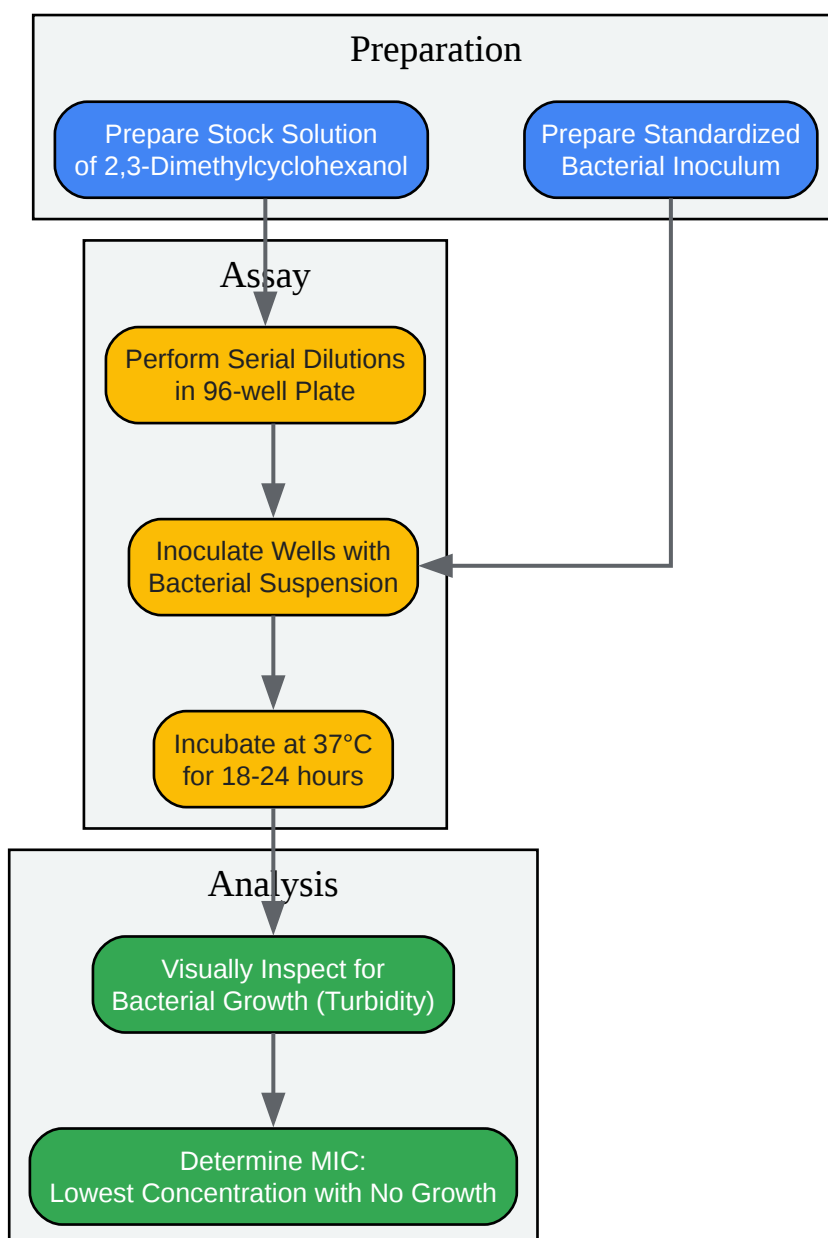 Preparation
Prepare Stock Solution
of 2,3-Dimethylcyclohexanol
Prepare Standardized
Bacterial Inoculum
Assay
Perform Serial Dilutions
in 96-well Plate
Inoculate Wells with
Bacterial Suspension
Incubate at 37°C
for 18-24 hours
Analysis
Visually Inspect for
Bacterial Growth (Turbidity)
Determine MIC:
Lowest Concentration with No Growth